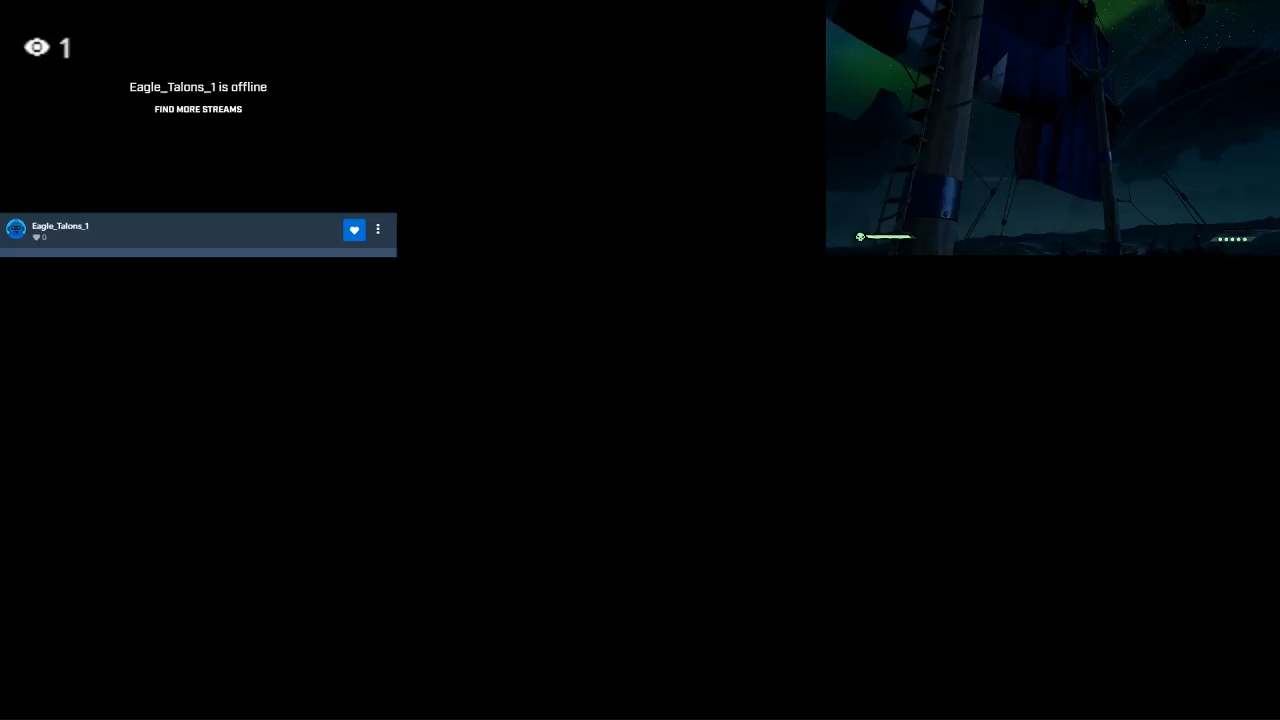 1
Eagle_Talons_1 is offline
FIND MORE STREAMS
Eagle_Talons_1
0